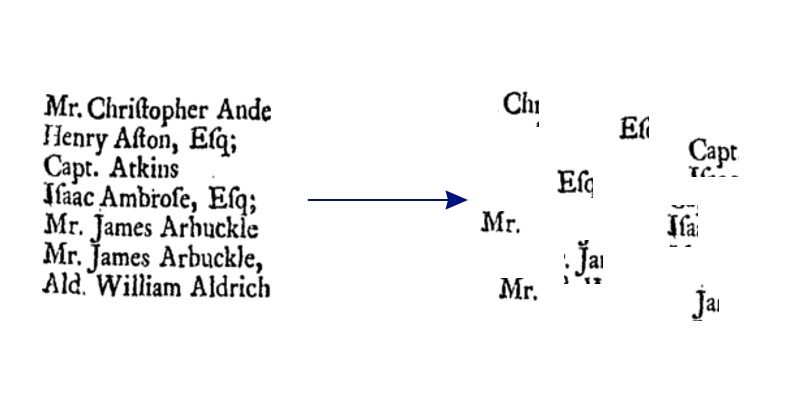 Mr. Chriſtopher Ande
Henry Aſton, Eſq;
Capt. Atkins
Iſaac Ambroſe, Eſq;
Mr. James Arbuckle
Mr. James Arbuckle,
Ald. William Aldrich
Chr
Eſq
Capt.
Eſq
Mr.
Iſa
. Ja
Mr.
Ja